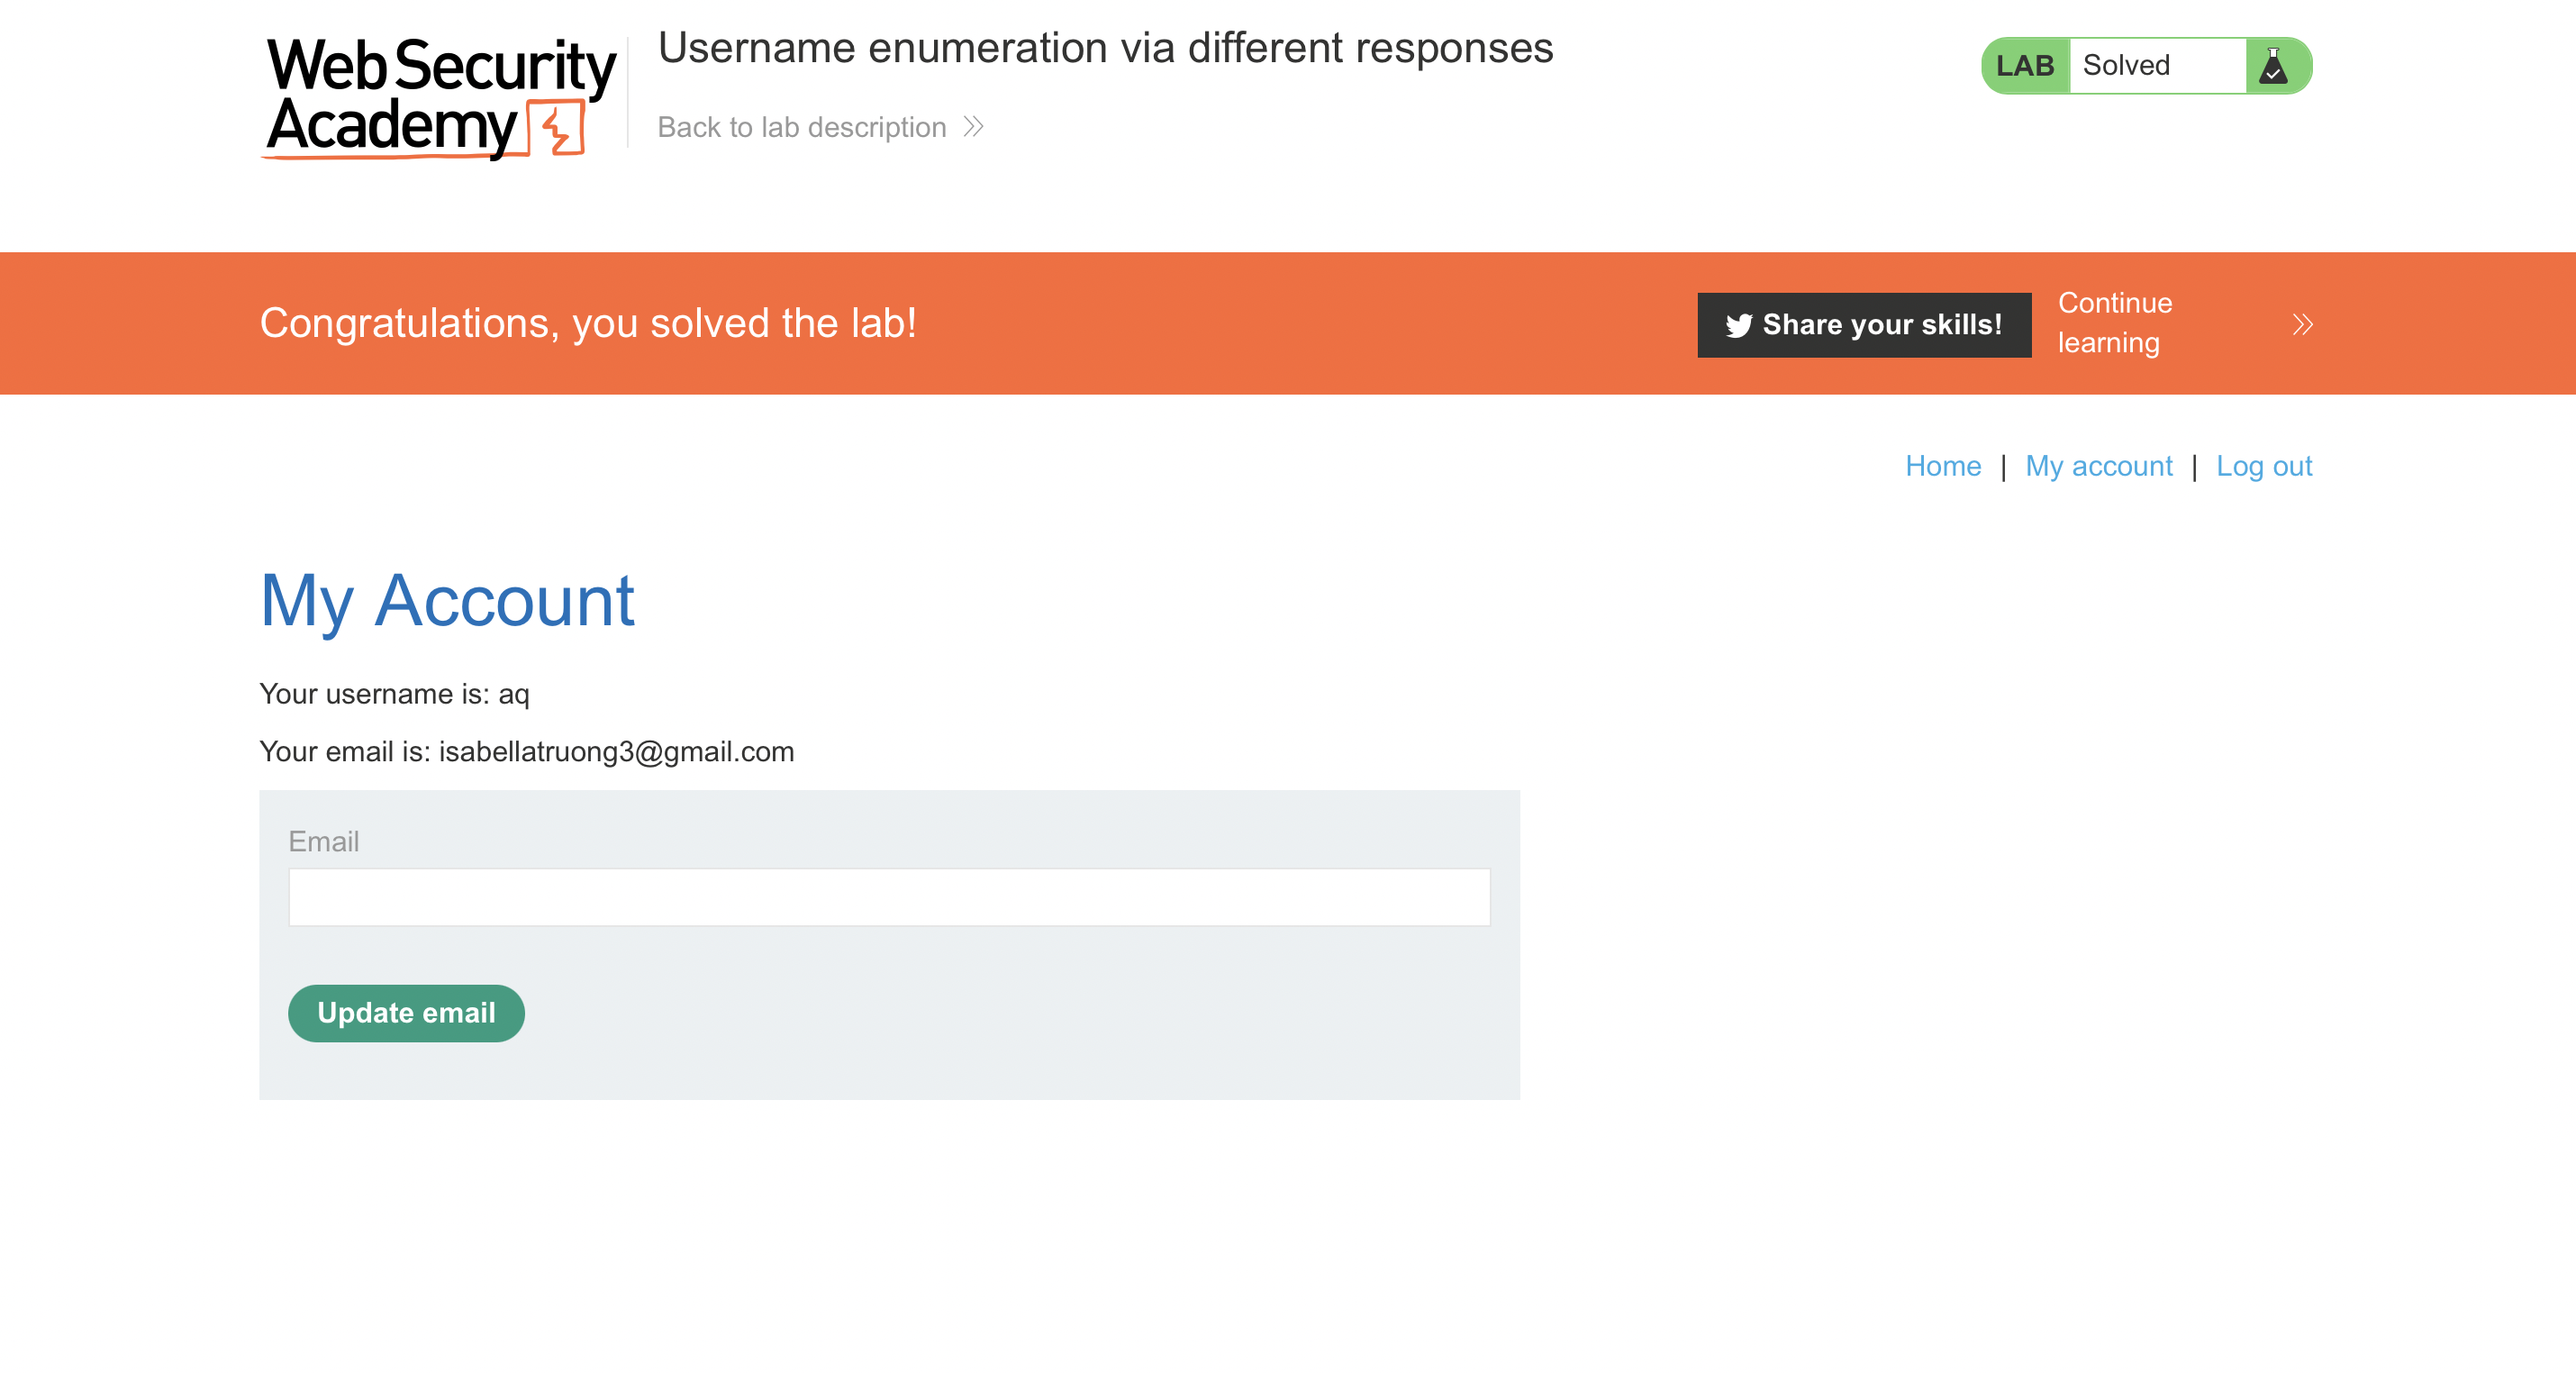 Web Security
Academy
Username enumeration via different responses
Back to lab description
LAB Solved
Congratulations, you solved the lab!
Share your skills!
Continue
learning
Home | My account | Log out
My Account
Your username is: aq
Your email is: isabellatruong3@gmail.com
Email
Update email